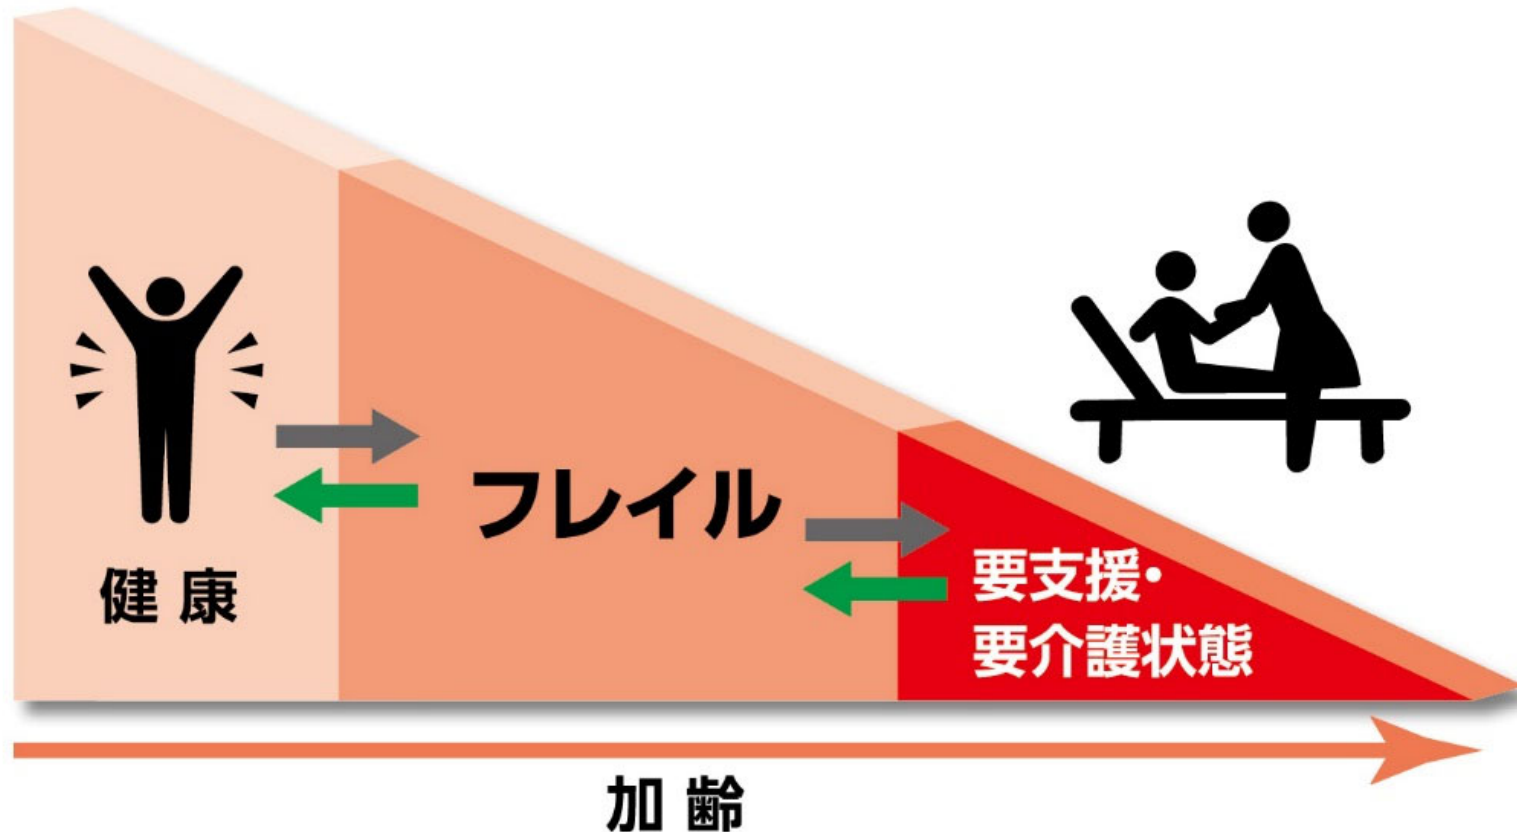 健康
フレイル
要支援・
要介護状態
加齢